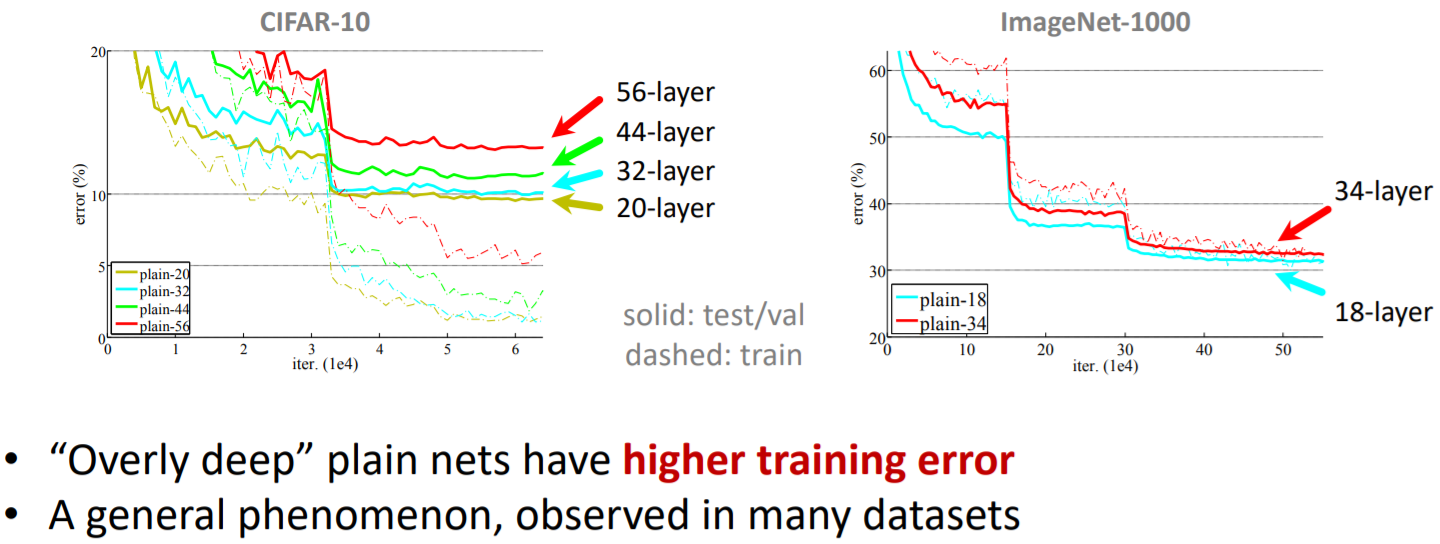 CIFAR-10
20
10
5
0
error (%)
plain-20
plain-32
plain-44
plain-56
0 1 2 3 4 5 6
iter. (1e4)
56-layer
44-layer
32-layer
20-layer
solid: test/val
dashed: train
ImageNet-1000
60
50
40
30
20
error (%)
plain-18
plain-34
0 10 20 30 40 50
iter. (1e4)
34-layer
18-layer
• “Overly deep” plain nets have higher training error
• A general phenomenon, observed in many datasets